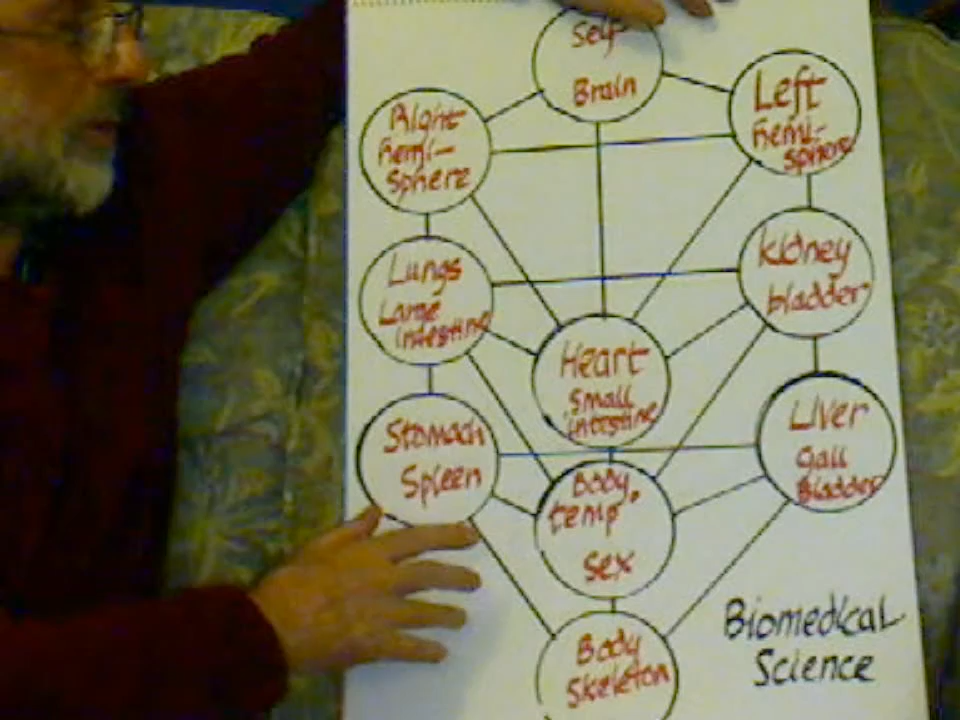 Self
Brain
Right
hemi-
sphere
Left
hemi-
sphere
Lungs
Large
intestine
Kidney
bladder
Heart
small
intestine
Stomach
Spleen
Liver
Gall
Bladder
Body
temp.
sex
Body
Skeleton
Biomedical
Science